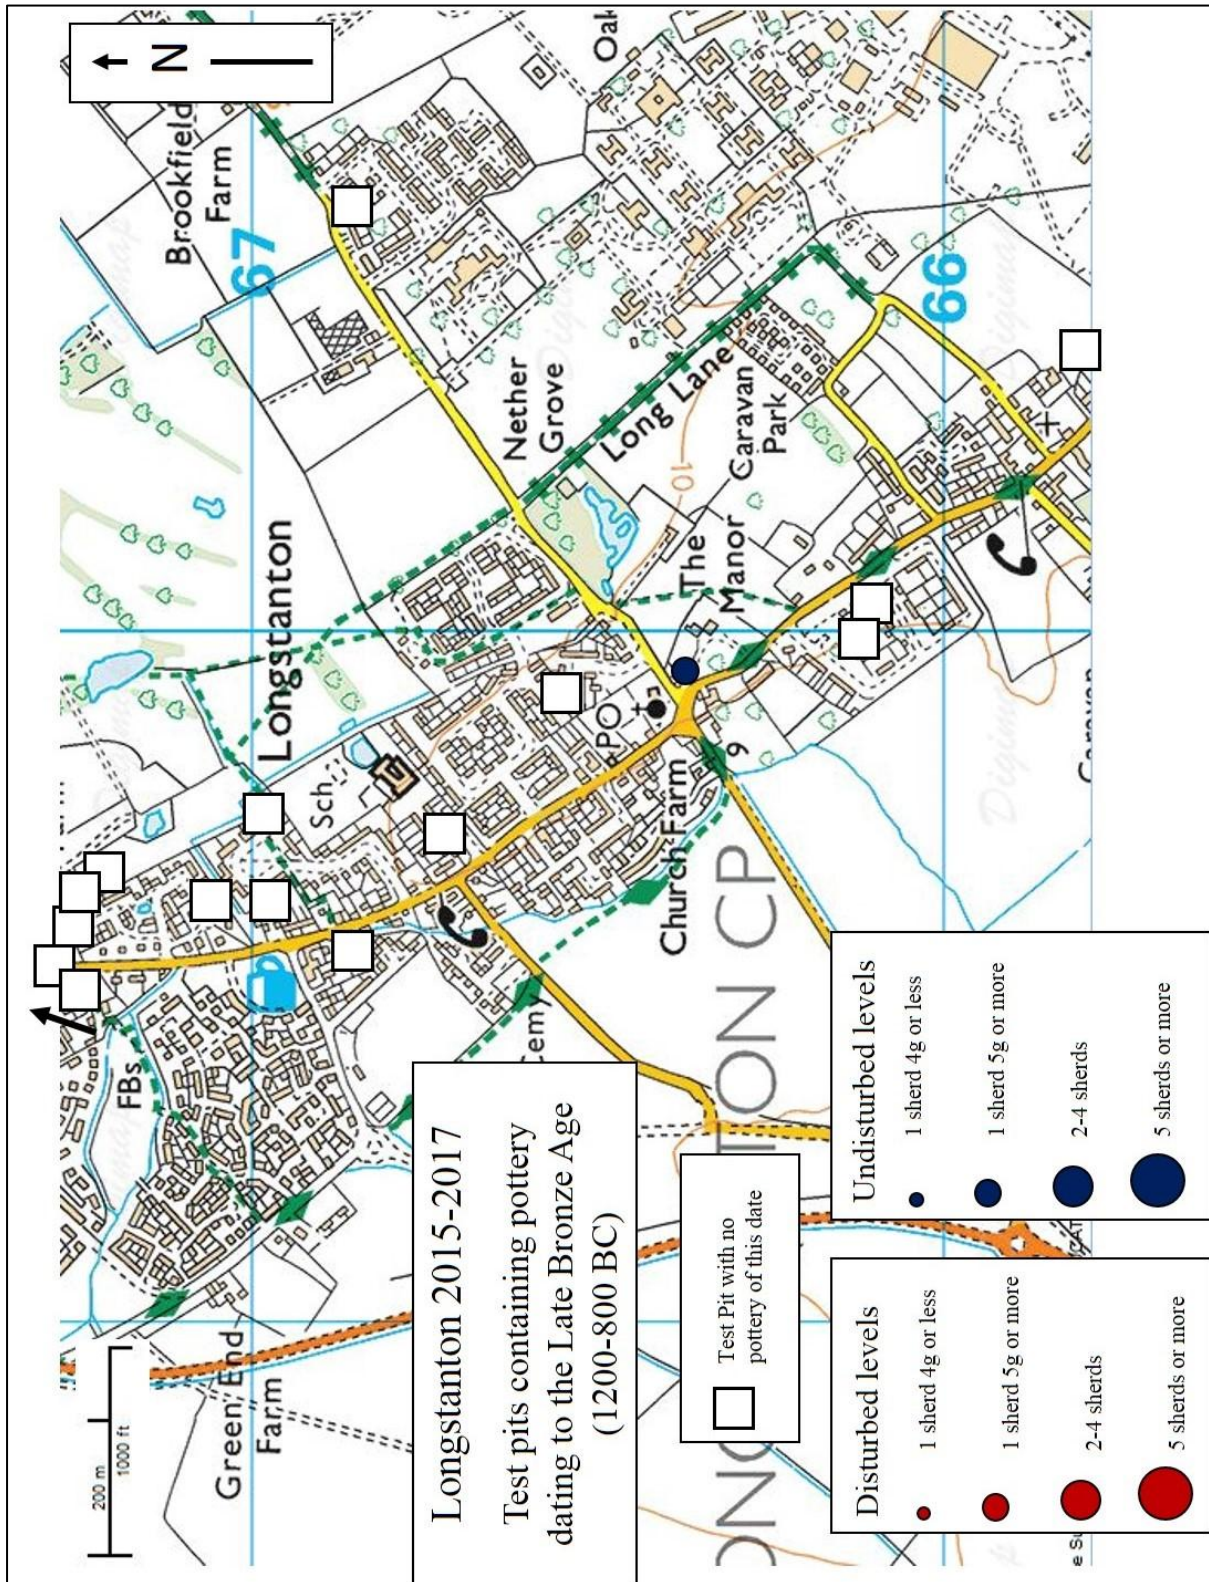 N
Brookfield
Farm
67
Oak
Nether
Grove
Long Lane
Caravan
Park
10
66
Longstanton
The
Manor
Sch
PO
9
Church Farm
FBs
Cemy
Green End
Farm
200 m
1000 ft
Digimap
Longstanton 2015-2017
Test pits containing pottery
dating to the Late Bronze Age
(1200-800 BC)
Test Pit with no
pottery of this date
Disturbed levels
1 sherd 4g or less
1 sherd 5g or more
2-4 sherds
5 sherds or more
Undisturbed levels
1 sherd 4g or less
1 sherd 5g or more
2-4 sherds
5 sherds or more